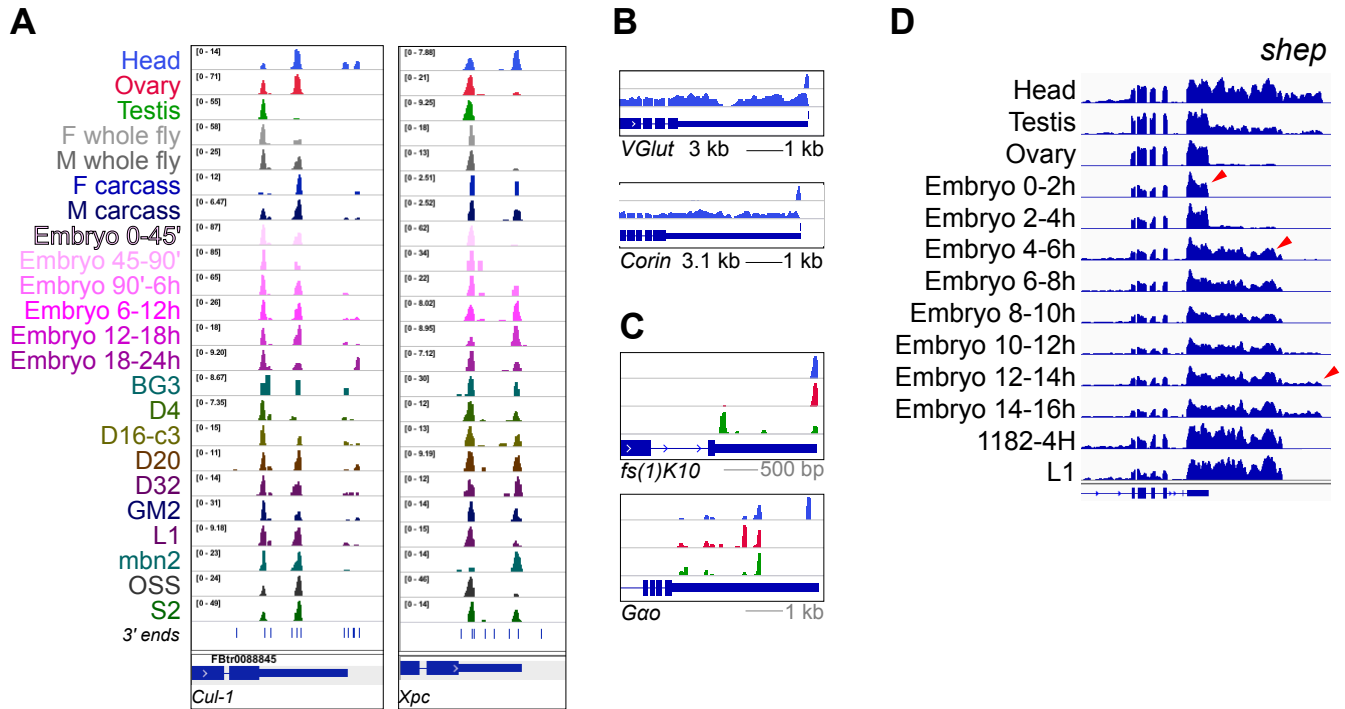 A
Head
Ovary
Testis
F whole fly
M whole fly
F carcass
M carcass
Embryo 0-45'
Embryo 45-90'
Embryo 90'-6h
Embryo 6-12h
Embryo 12-18h
Embryo 18-24h
BG3
D4
D16-c3
D20
D32
GM2
L1
mbn2
OSS
S2
3' ends
[0 - 14]
[0 - 71]
[0 - 55]
[0 - 58]
[0 - 25]
[0 - 12]
[0 - 6.47]
[0 - 87]
[0 - 85]
[0 - 65]
[0 - 26]
[0 - 18]
[0 - 9.20]
[0 - 8.67]
[0 - 7.35]
[0 - 15]
[0 - 11]
[0 - 14]
[0 - 31]
[0 - 9.18]
[0 - 23]
[0 - 24]
[0 - 49]
FBtr0088845
Cul-1
[0 - 7.88]
[0 - 21]
[0 - 9.25]
[0 - 18]
[0 - 13]
[0 - 2.51]
[0 - 2.52]
[0 - 62]
[0 - 34]
[0 - 22]
[0 - 8.02]
[0 - 8.95]
[0 - 7.12]
[0 - 30]
[0 - 12]
[0 - 13]
[0 - 9.19]
[0 - 12]
[0 - 14]
[0 - 15]
[0 - 14]
[0 - 46]
[0 - 14]
Xpc
B
VGlut 3 kb 1 kb
Corin 3.1 kb 1 kb
C
fs(1)K10 500 bp
Gαo 1 kb
D
shep
Head
Testis
Ovary
Embryo 0-2h
Embryo 2-4h
Embryo 4-6h
Embryo 6-8h
Embryo 8-10h
Embryo 10-12h
Embryo 12-14h
Embryo 14-16h
1182-4H
L1